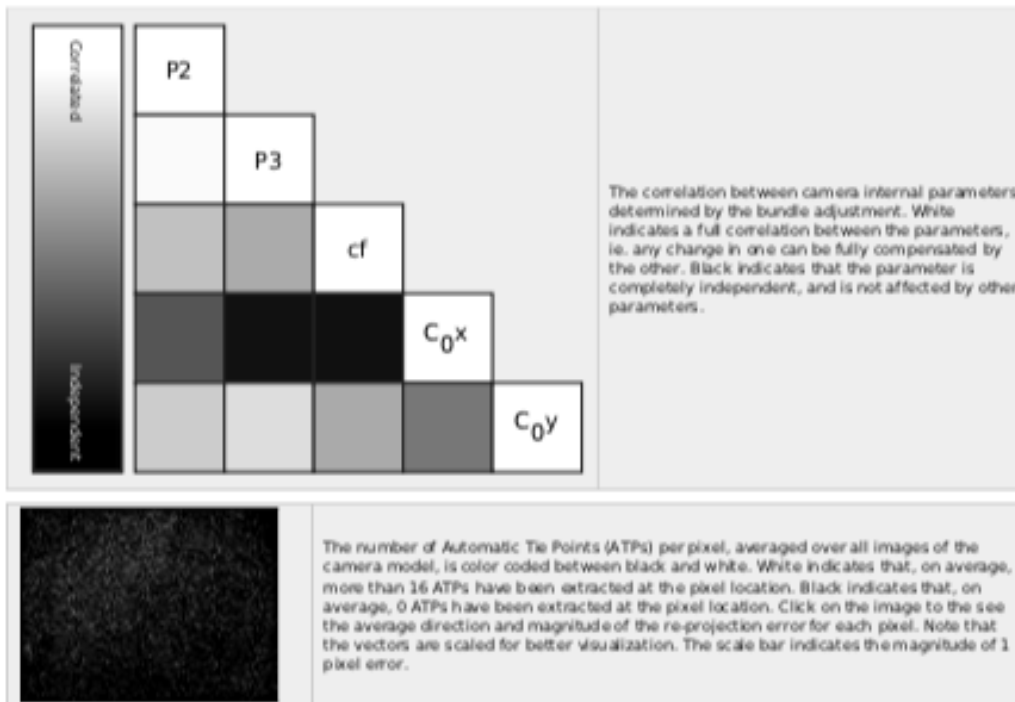 Correlated
Independent
P2
P3
cf
C0x
C0y
The correlation between camera internal parameters
determined by the bundle adjustment. White
indicates a full correlation between the parameters,
ie. any change in one can be fully compensated by
the other. Black indicates that the parameter is
completely independent, and is not affected by other
parameters.
The number of Automatic Tie Points (ATPs) per pixel, averaged over all images of the
camera model, is color coded between black and white. White indicates that, on average,
more than 16 ATPs have been extracted at the pixel location. Black indicates that, on
average, 0 ATPs have been extracted at the pixel location. Click on the image to the see
the average direction and magnitude of the re-projection error for each pixel. Note that
the vectors are scaled for better visualization. The scale bar indicates the magnitude of 1
pixel error.